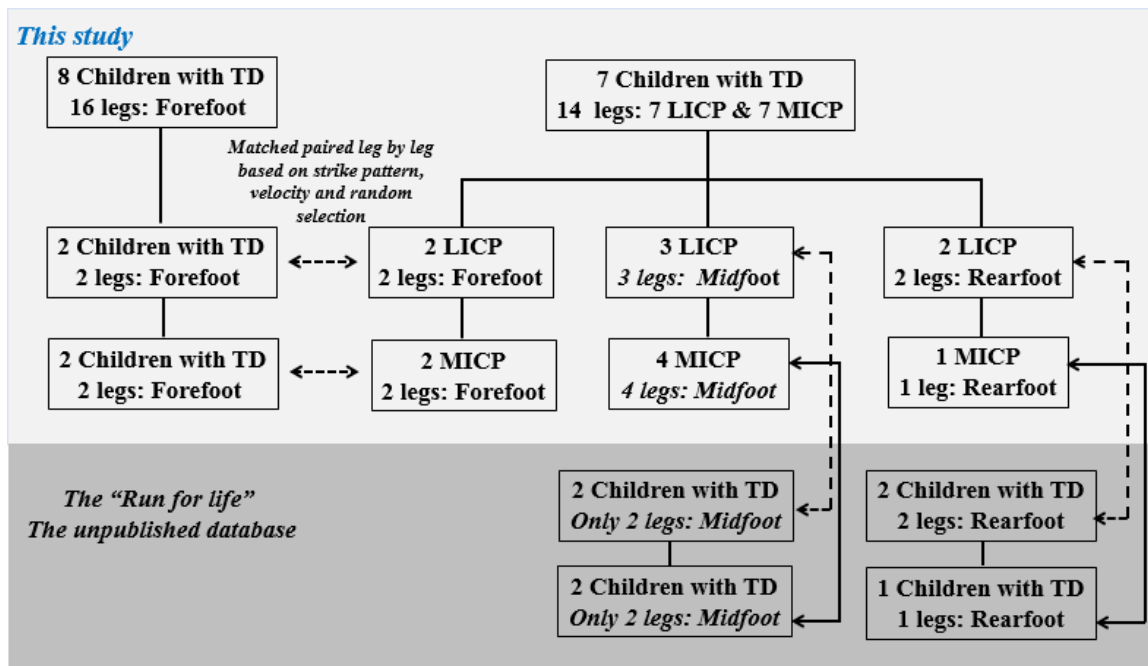 This study
8 Children with TD
16 legs: Forefoot
7 Children with TD
14 legs: 7 LICP & 7 MICP
Matched paired leg by leg
based on strike pattern,
velocity and random
selection
2 Children with TD
2 legs: Forefoot
2 LICP
2 legs: Forefoot
3 LICP
3 legs: Midfoot
2 LICP
2 legs: Rearfoot
2 Children with TD
2 legs: Forefoot
2 MICP
2 legs: Forefoot
4 MICP
4 legs: Midfoot
1 MICP
1 leg: Rearfoot
The “Run for life”
The unpublished database
2 Children with TD
Only 2 legs: Midfoot
2 Children with TD
2 legs: Rearfoot
2 Children with TD
Only 2 legs: Midfoot
1 Children with TD
1 legs: Rearfoot